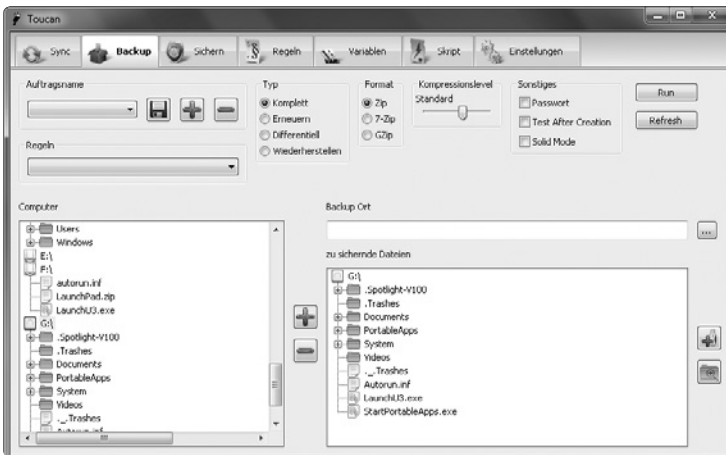 Toucan
Sync
Backup
Sichern
Regeln
Variablen
Skript
Einstellungen
Auftragsname
Regeln
Typ
Komplett
Erneuern
Differentiell
Wiederherstellen
Format
Zip
7-Zip
GZip
Kompressionslevel
Standard
Sonstiges
Passwort
Test After Creation
Solid Mode
Run
Refresh
Computer
Users
Windows
E:\
F:\
autorun.inf
LaunchPad.zip
LaunchU3.exe
G:\
.Spotlight-V100
.Trashes
Documents
PortableApps
System
Videos
._.Trashes
Autorun.inf
Backup Ort
...
zu sichernde Dateien
G:\
.Spotlight-V100
.Trashes
Documents
PortableApps
System
Videos
._.Trashes
Autorun.inf
LaunchU3.exe
StartPortableApps.exe